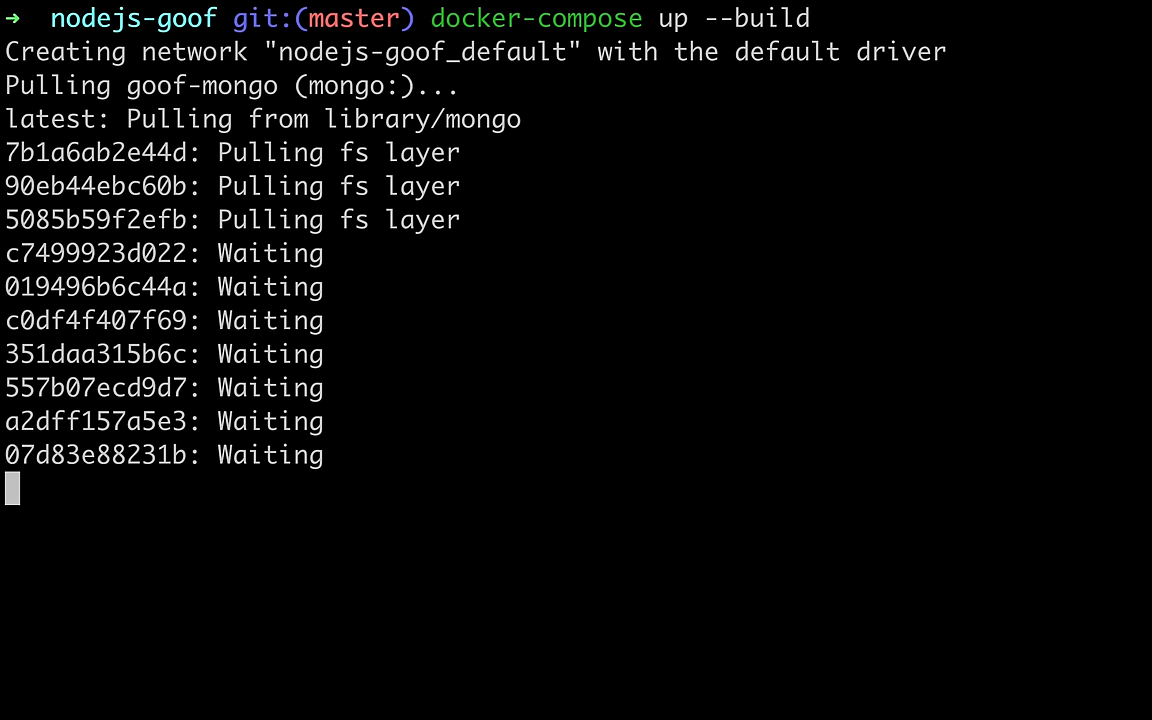 ➜  nodejs-goof git:(master) docker-compose up --build
Creating network "nodejs-goof_default" with the default driver
Pulling goof-mongo (mongo:)...
latest: Pulling from library/mongo
7b1a6ab2e44d: Pulling fs layer
90eb44ebc60b: Pulling fs layer
5085b59f2efb: Pulling fs layer
c7499923d022: Waiting
019496b6c44a: Waiting
c0df4f407f69: Waiting
351daa315b6c: Waiting
557b07ecd9d7: Waiting
a2dff157a5e3: Waiting
07d83e88231b: Waiting